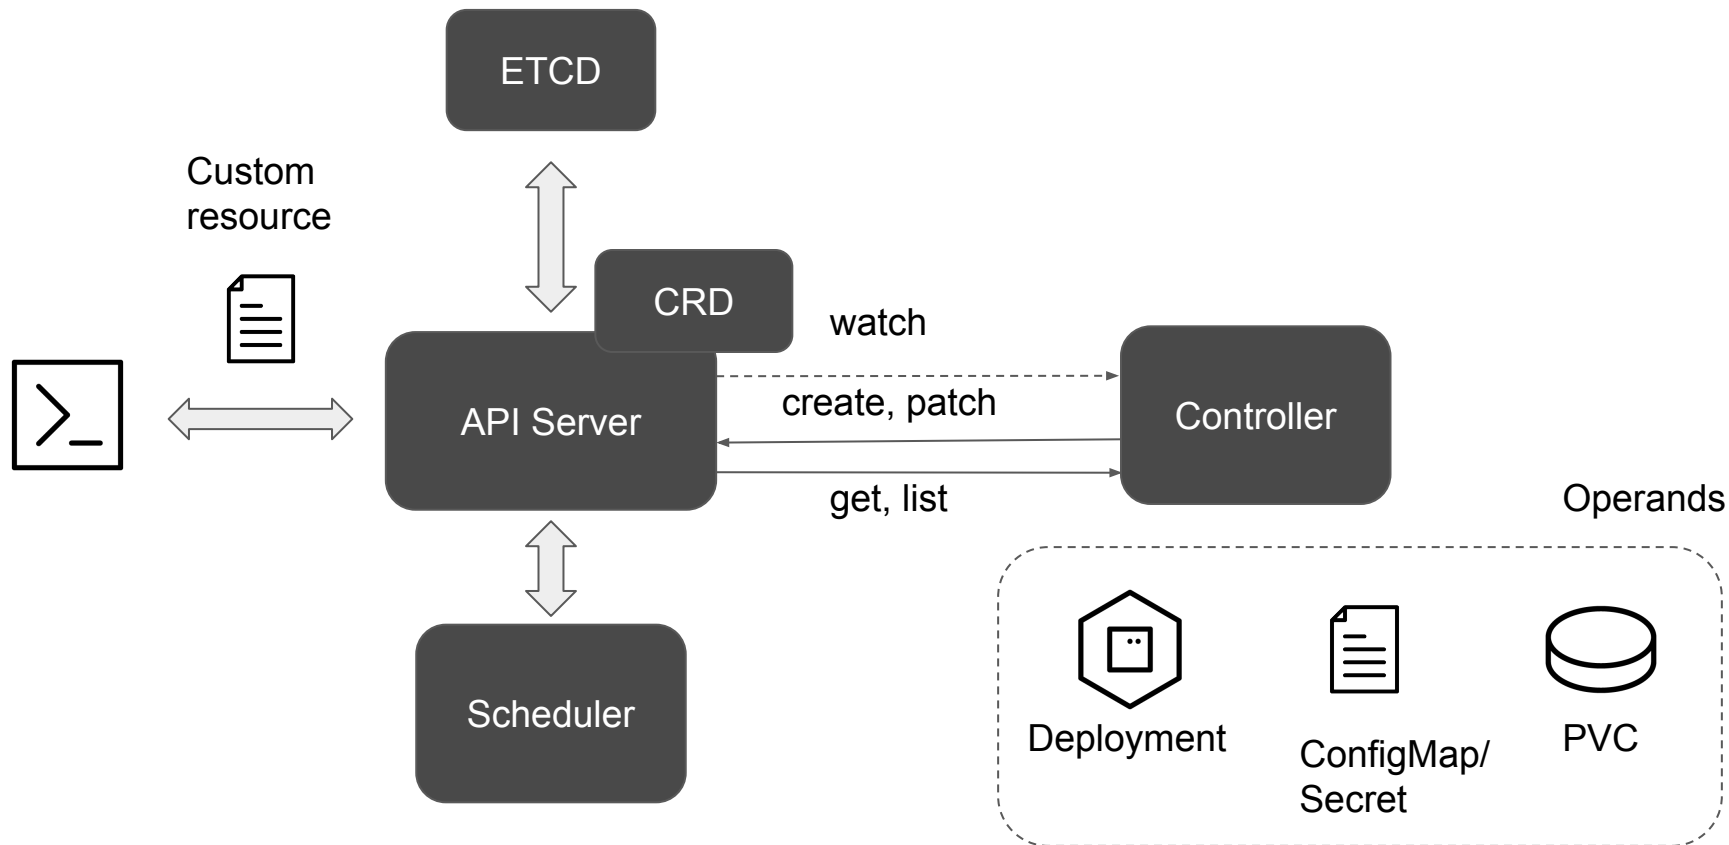 ETCD
Custom
resource
CRD
watch
API Server
create, patch
Controller
get, list
Operands
Scheduler
Deployment
ConfigMap/
Secret
PVC